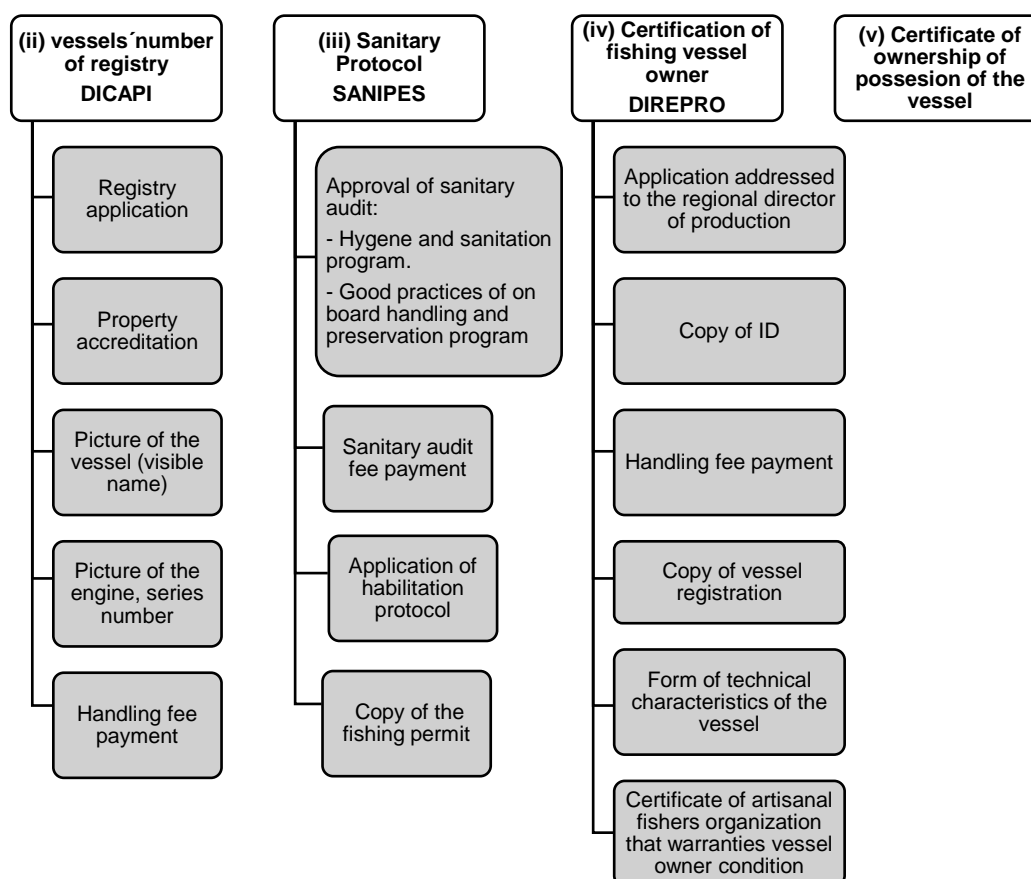 (ii) vessels´number
of registry
DICAPI
Registry
application
Property
accreditation
Picture of the
vessel (visible
name)
Picture of the
engine, series
number
Handling fee
payment
(iii) Sanitary
Protocol
SANIPES
Approval of sanitary
audit:
- Hygene and sanitation
program.
- Good practices of on
board handling and
preservation program
Sanitary audit
fee payment
Application of
habilitation
protocol
Copy of the
fishing permit
(iv) Certification of
fishing vessel
owner
DIREPRO
Application addressed
to the regional director
of production
Copy of ID
Handling fee payment
Copy of vessel
registration
Form of technical
characteristics of the
vessel
Certificate of artisanal
fishers organization
that warranties vessel
owner condition
(v) Certificate of
ownership of
possesion of the
vessel